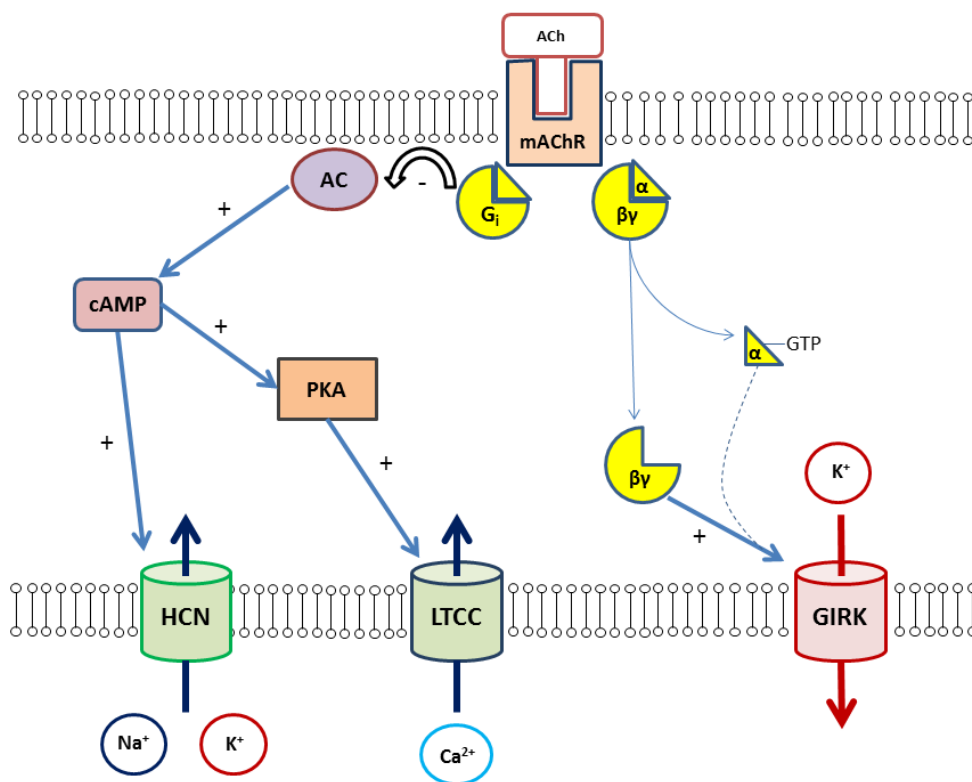 ACh
mAChR
AC
-
Gᵢ
α
βγ
+
cAMP
+
α
GTP
PKA
+
+
βγ
K⁺
+
HCN
LTCC
GIRK
Na⁺
K⁺
Ca²⁺